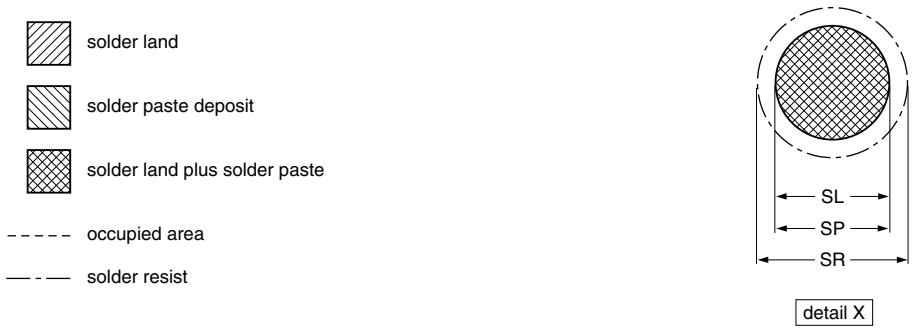 solder land
solder paste deposit
solder land plus solder paste
occupied area
solder resist
SL
SP
SR
detail X